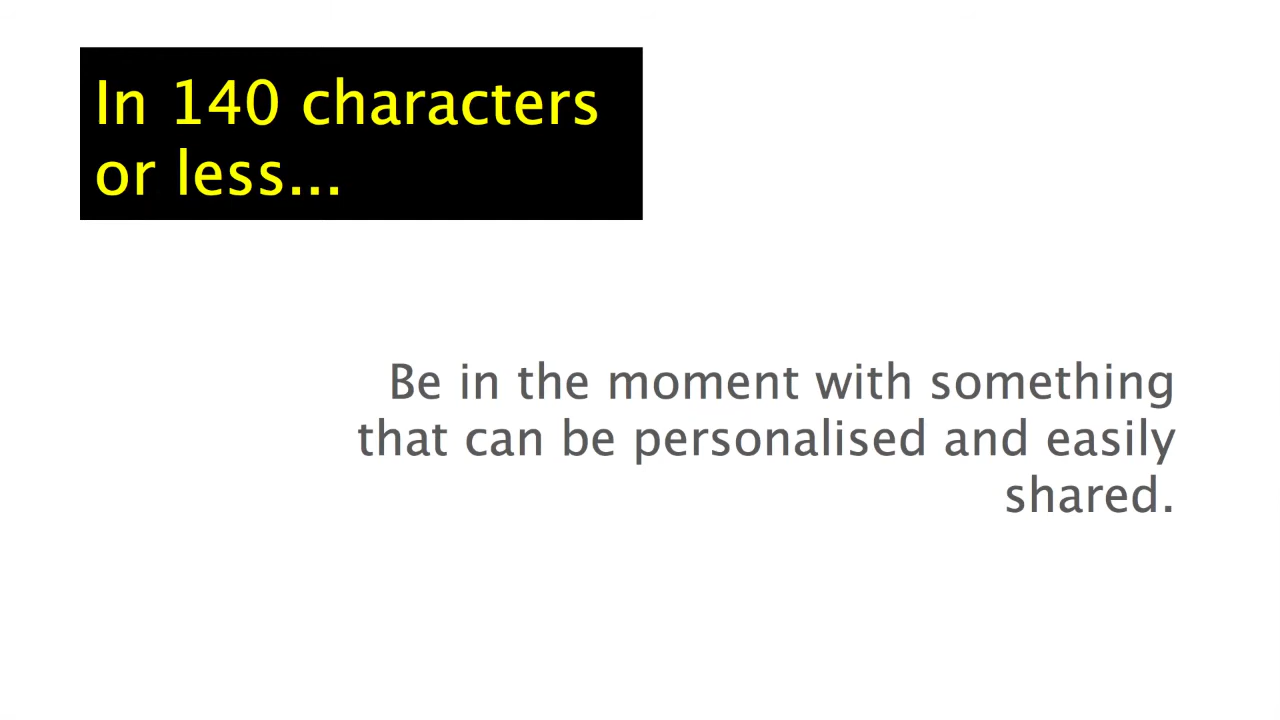 In 140 characters
or less...
Be in the moment with something
that can be personalised and easily
shared.